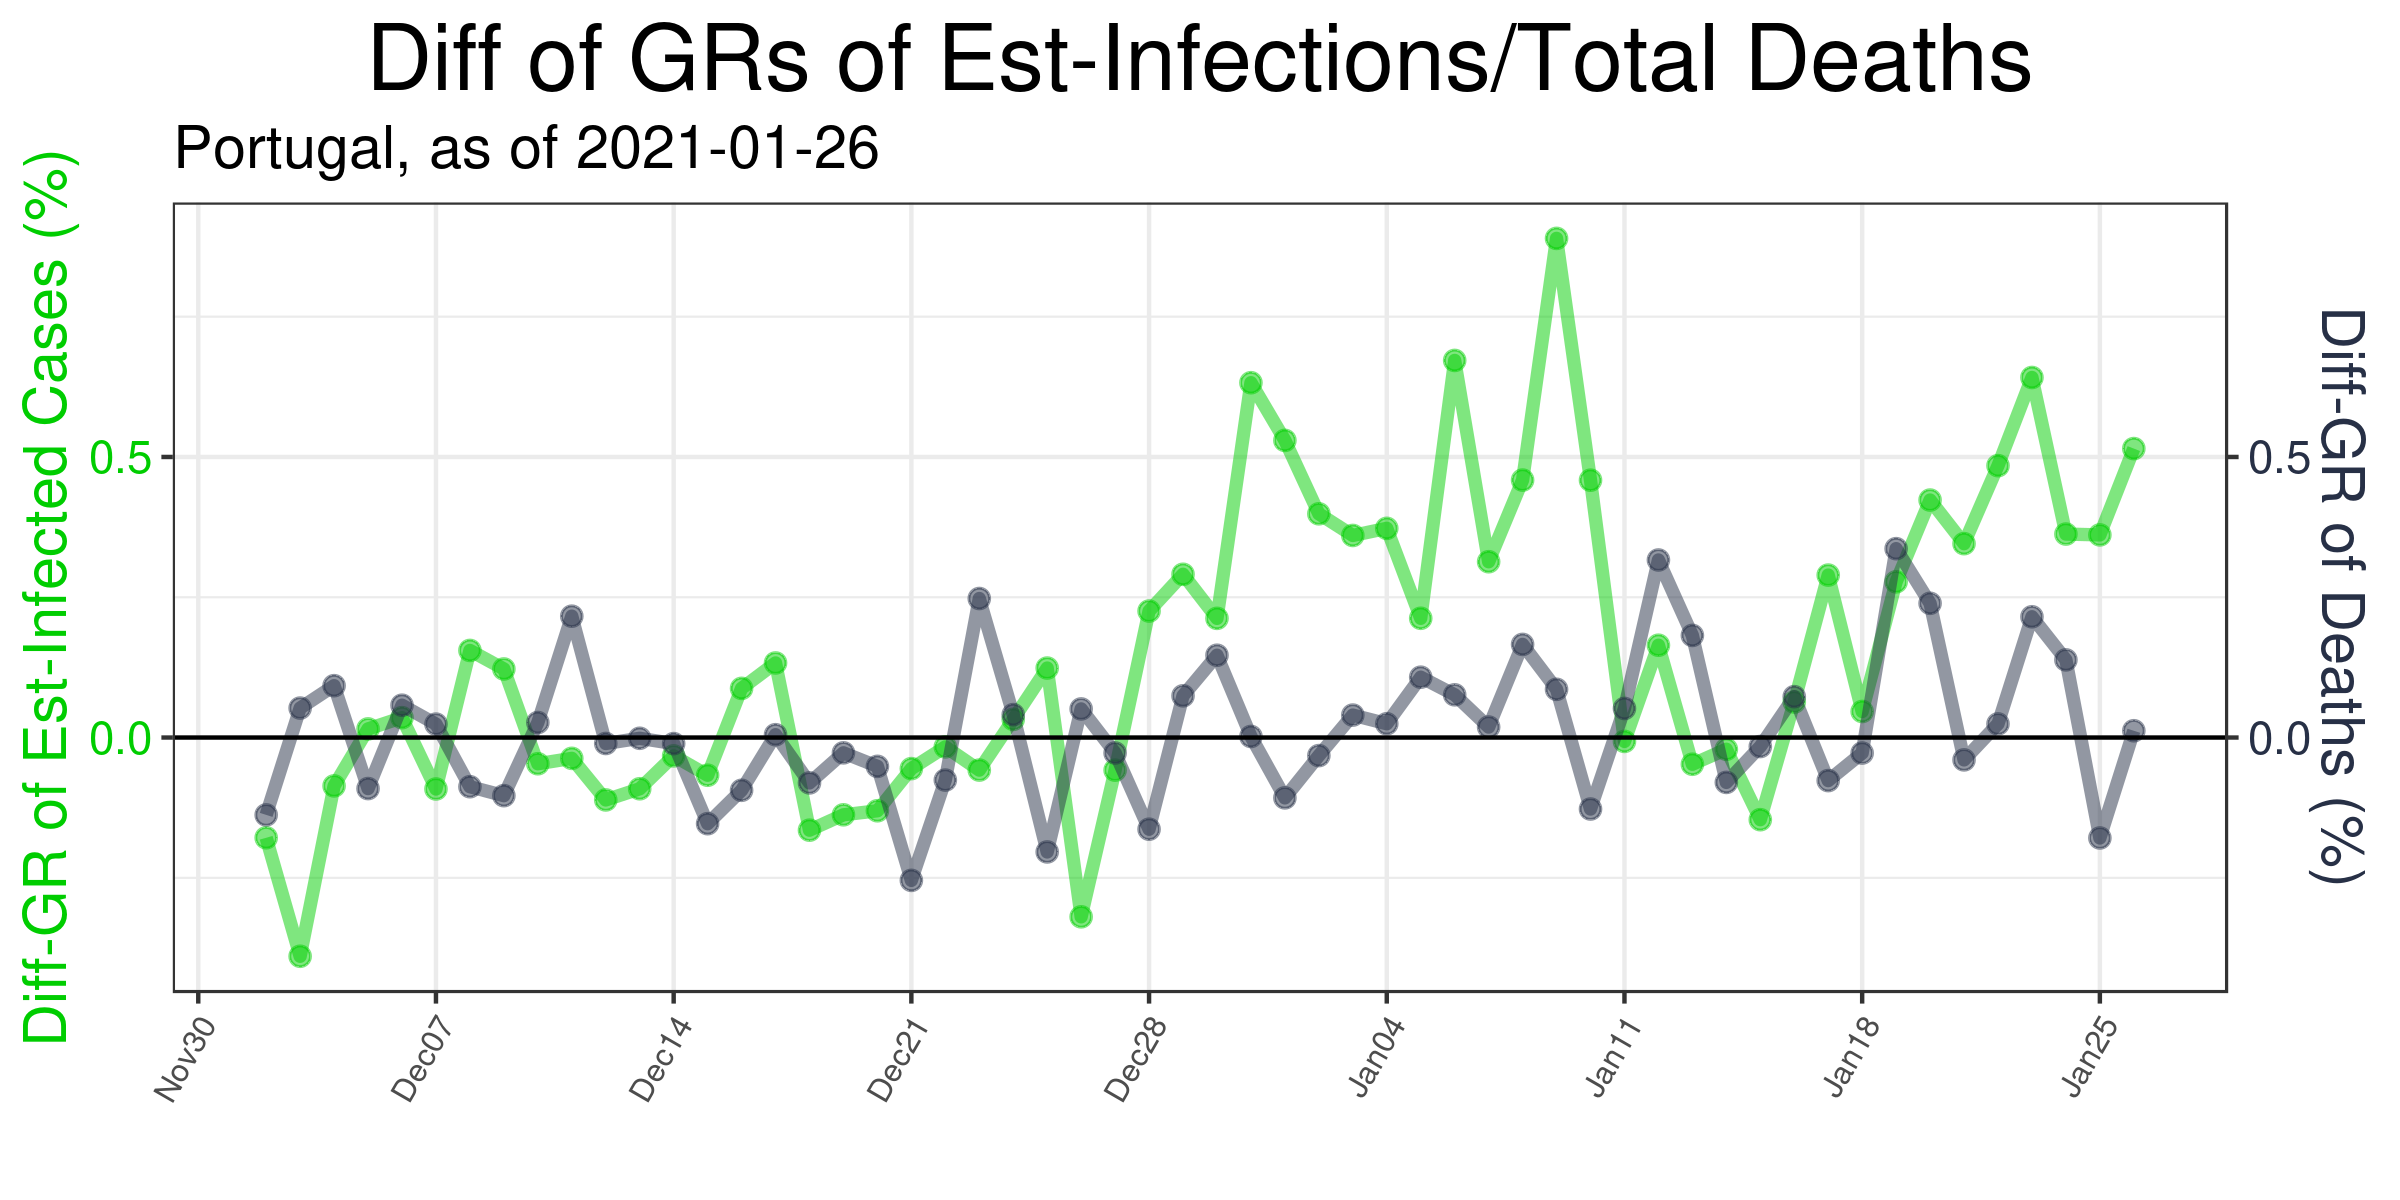 Diff of GRs of Est-Infections/Total Deaths
Portugal, as of 2021-01-26
Diff-GR of Est-Infected Cases (%)
0.5
0.0
0.5
0.0
Diff-GR of Deaths (%)
Nov30
Dec07
Dec14
Dec21
Dec28
Jan04
Jan11
Jan18
Jan25